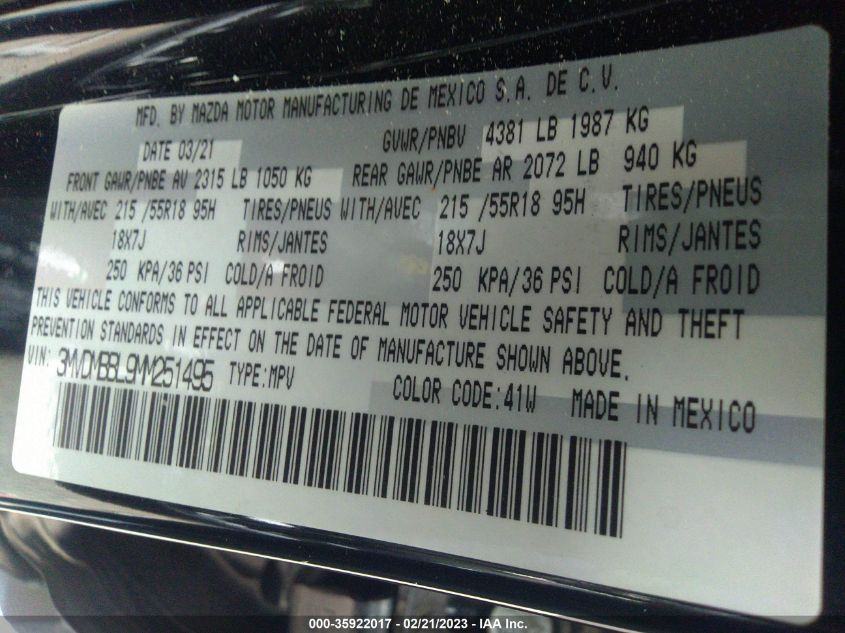 MFD. BY MAZDA MOTOR MANUFACTURING DE MEXICO S.A. DE C.V.
DATE 03/21 GVWR/PNBV 4381 LB 1987 KG
FRONT GAWR/PNBE AV 2315 LB 1050 KG REAR GAWR/PNBE AR 2072 LB 940 KG
WITH/AVEC 215 /55R18 95H TIRES/PNEUS WITH/AVEC 215 /55R18 95H TIRES/PNEUS
18X7J RIMS/JANTES 18X7J RIMS/JANTES
250 KPA/36 PSI COLD/A FROID 250 KPA/36 PSI COLD/A FROID
THIS VEHICLE CONFORMS TO ALL APPLICABLE FEDERAL MOTOR VEHICLE SAFETY AND THEFT
PREVENTION STANDARDS IN EFFECT ON THE DATE OF MANUFACTURE SHOWN ABOVE.
VIN: 3MVDMBBL9MM251495 TYPE:MPV COLOR CODE:41W MADE IN MEXICO
000-35922017 - 02/21/2023 - IAA Inc.